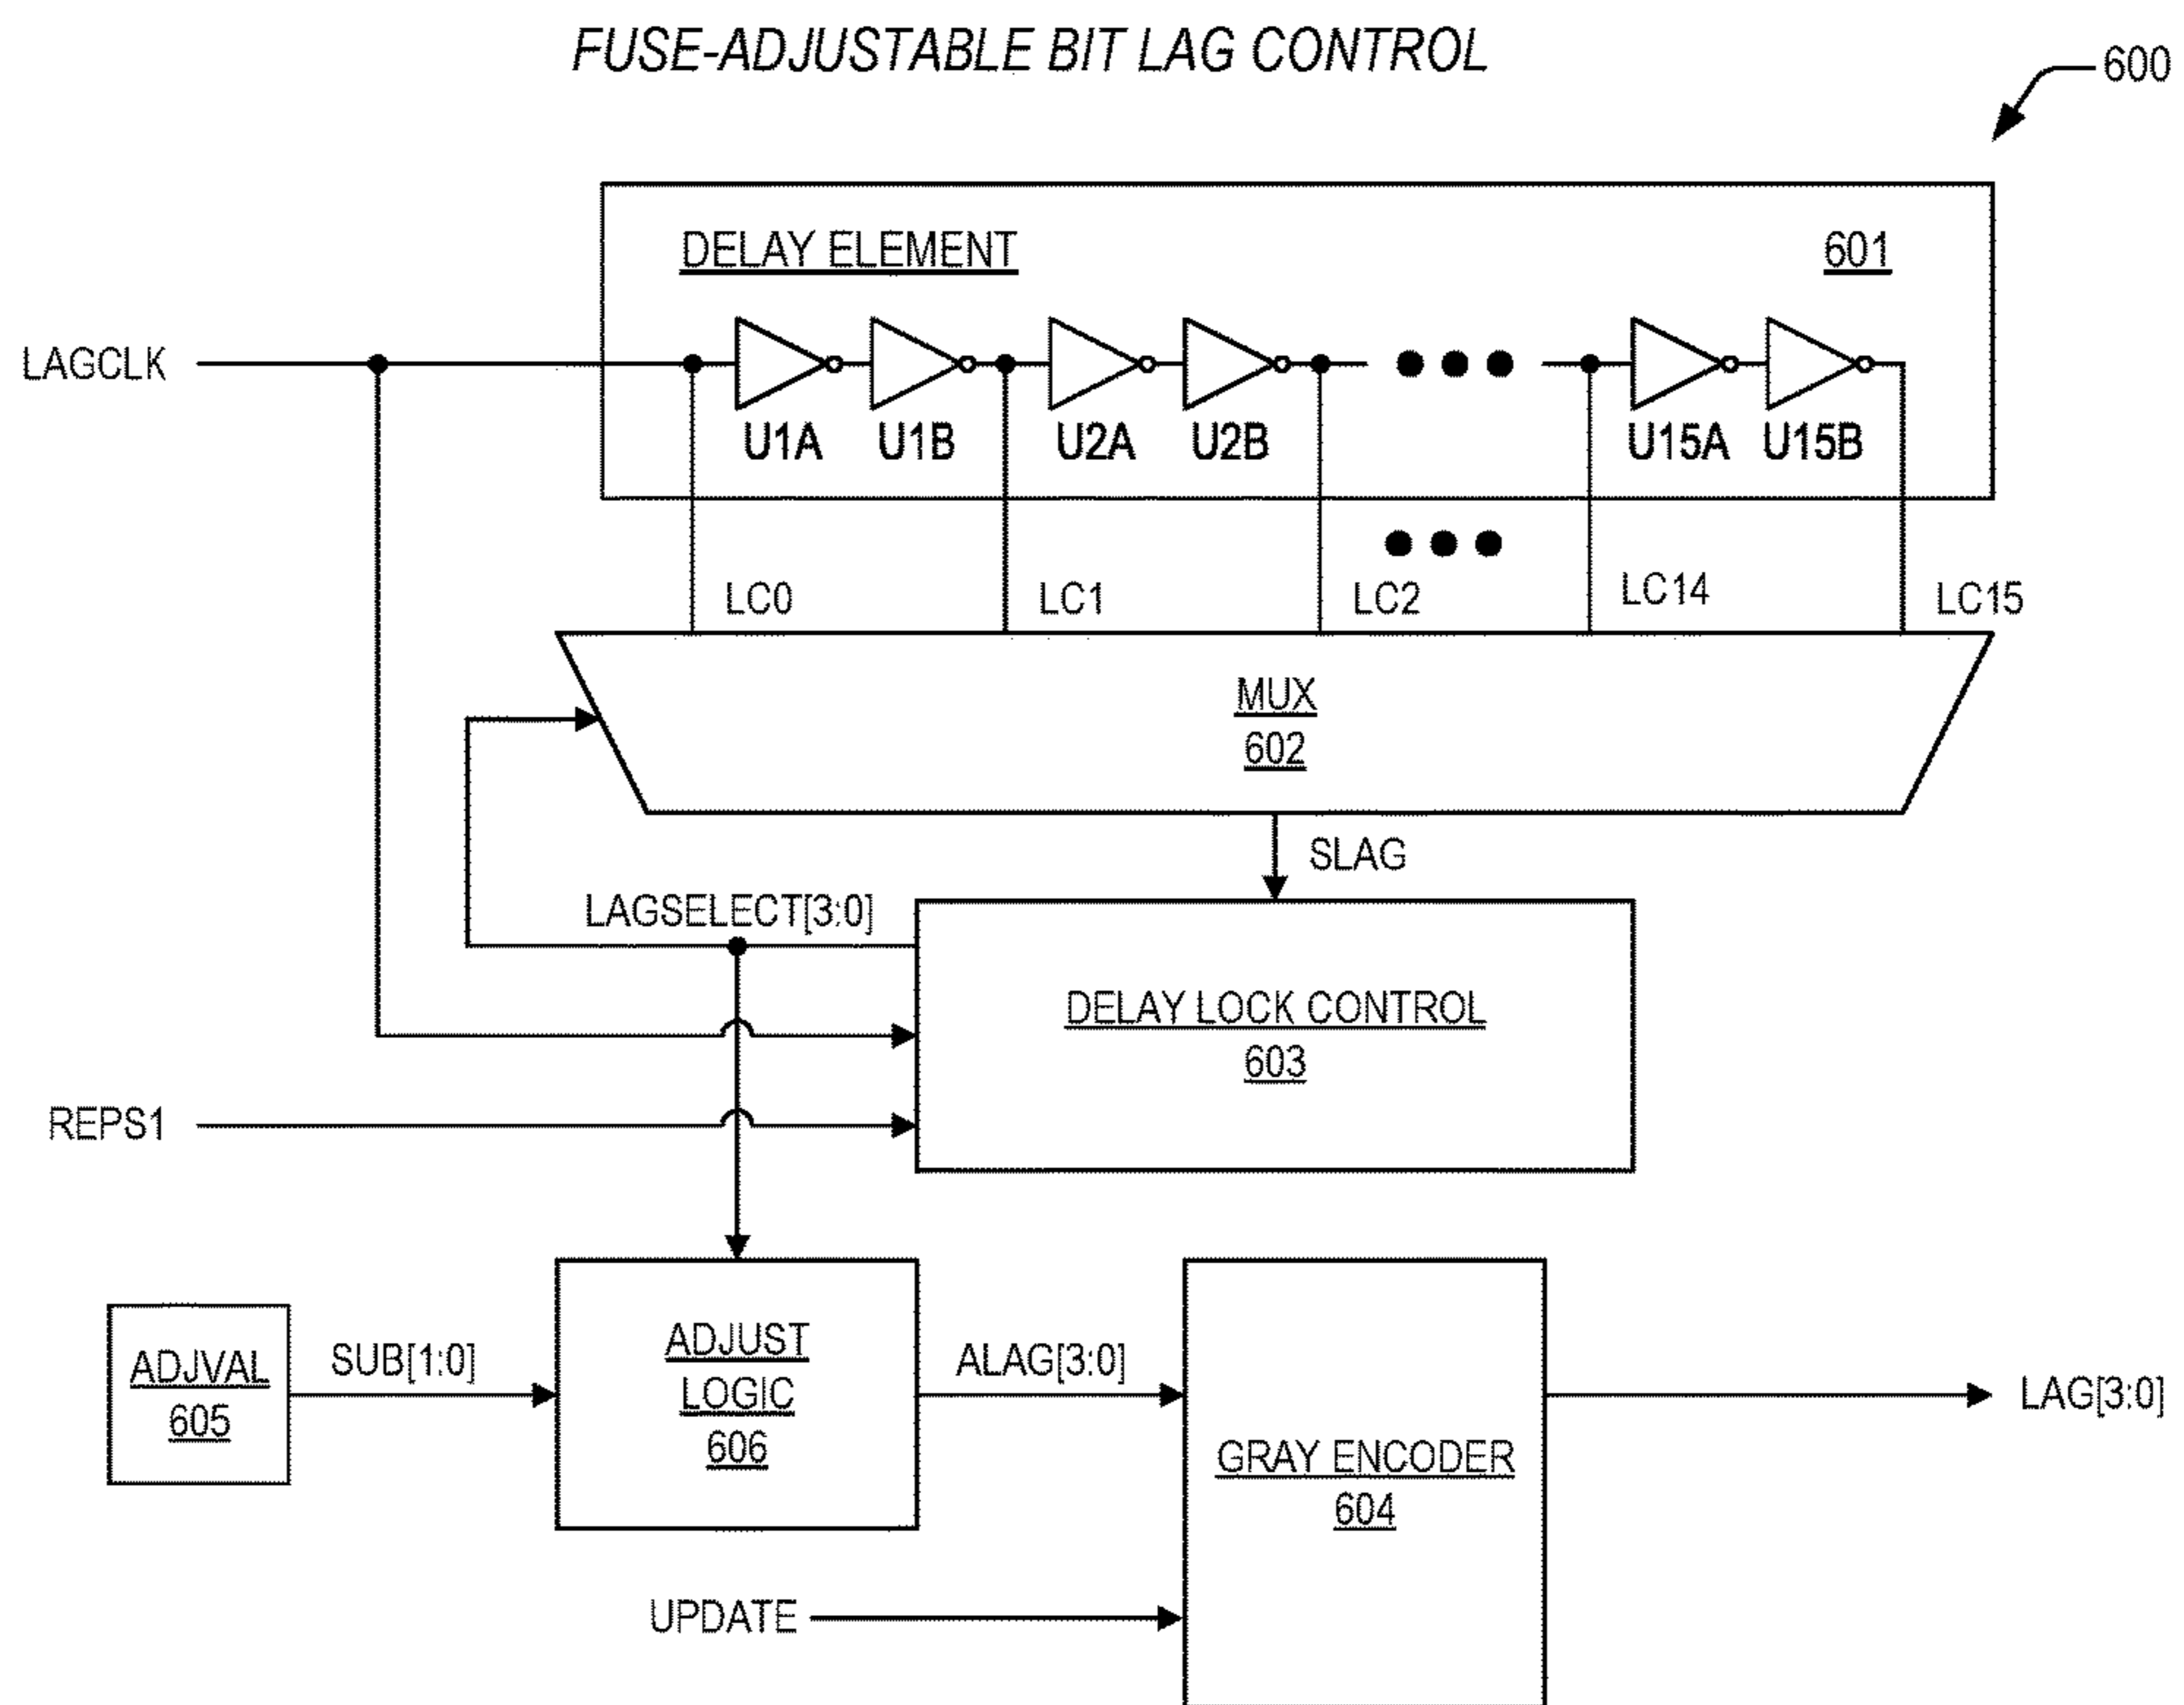 FUSE-ADJUSTABLE BIT LAG CONTROL
600
DELAY ELEMENT
601
LAGCLK
U1A
U1B
U2A
U2B
U15A
U15B
LC0
LC1
LC2
LC14
LC15
MUX
602
SLAG
LAGSELECT[3:0]
DELAY LOCK CONTROL
603
REPS1
ADJVAL
605
SUB[1:0]
ADJUST
LOGIC
606
ALAG[3:0]
GRAY ENCODER
604
LAG[3:0]
UPDATE